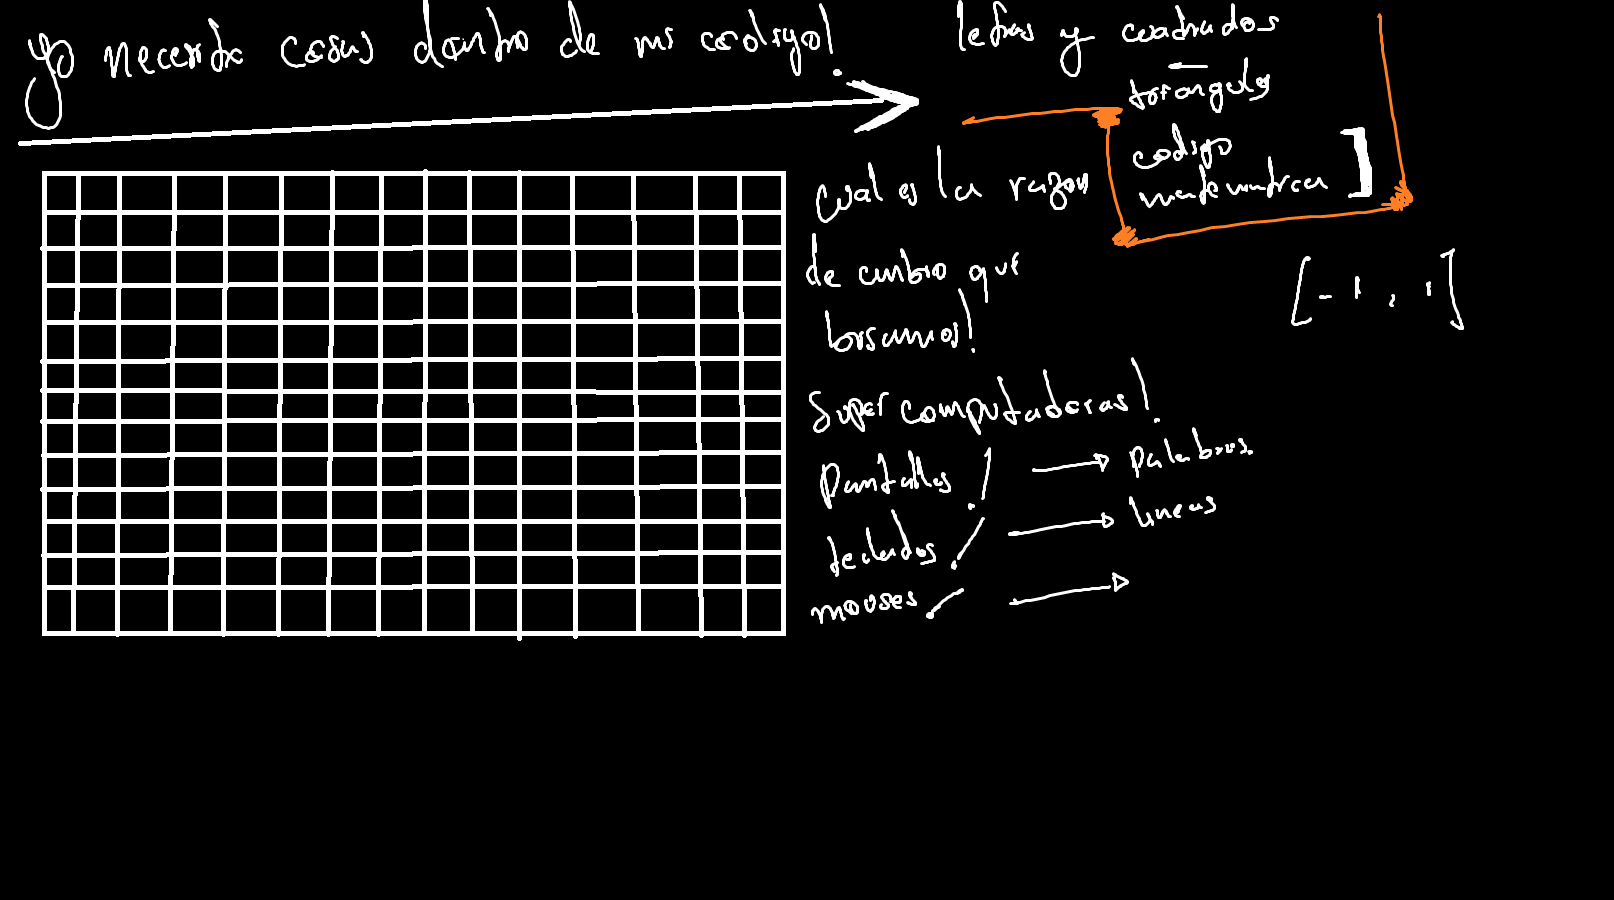 Yo necesito cosas dentro de mi codigo!
letras y cuadrados
triangulos
codigo
matematica ]
cual es la razon
de cambio que
buscamos!
[-1, 1]
Super computadoras!
Pantallas! → palabras.
teclados! → lineas
mouses! →